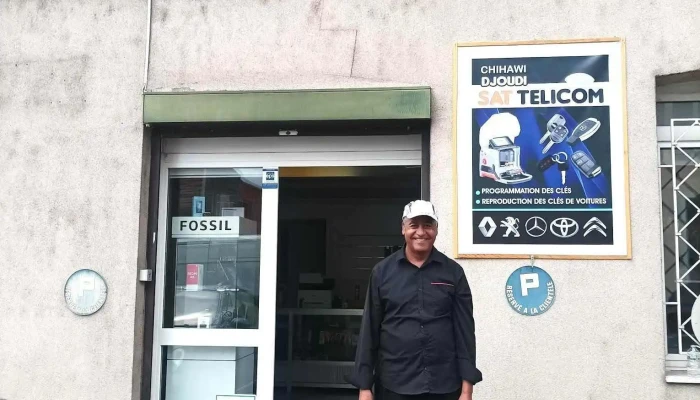 CHIHAWI
DJOUDI
SAT TELICOM
• PROGRAMMATION DES CLÉS
• REPRODUCTION DES CLÉS DE VOITURES
FOSSIL
P
P
RÉSERVÉ A LA CLIENTÈLE